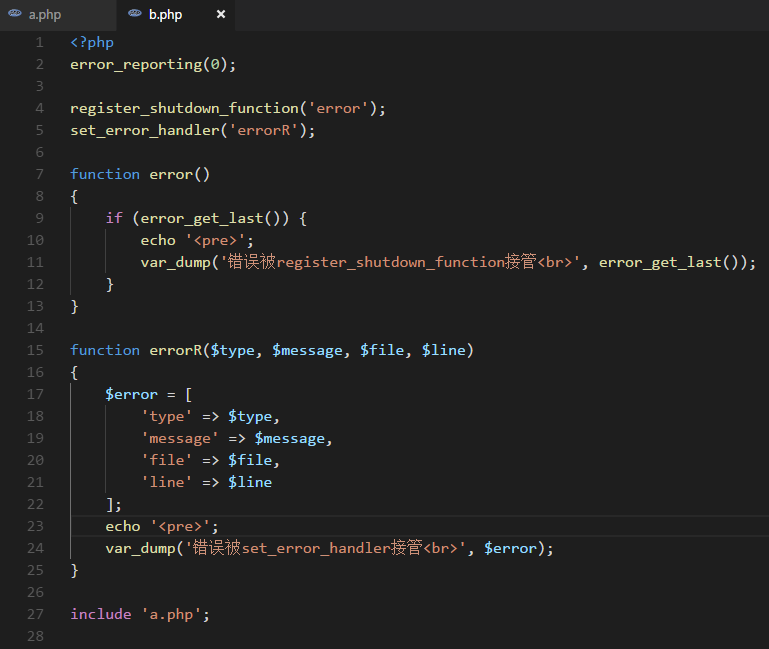 a.php
b.php ×
1 <?php
2 error_reporting(0);
3
4 register_shutdown_function('error');
5 set_error_handler('errorR');
6
7 function error()
8 {
9     if (error_get_last()) {
10         echo '<pre>';
11         var_dump('错误被register_shutdown_function接管<br>', error_get_last());
12     }
13 }
14
15 function errorR($type, $message, $file, $line)
16 {
17     $error = [
18         'type' => $type,
19         'message' => $message,
20         'file' => $file,
21         'line' => $line
22     ];
23     echo '<pre>';
24     var_dump('错误被set_error_handler接管<br>', $error);
25 }
26
27 include 'a.php';
28